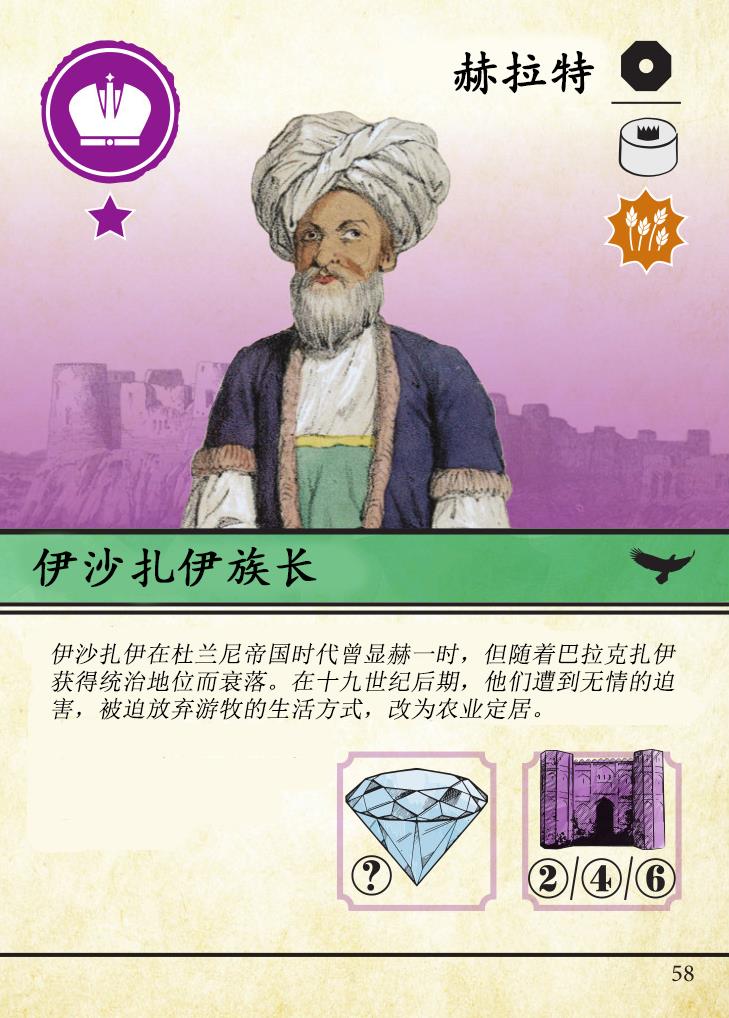 赫拉特
伊沙扎伊族长
伊沙扎伊在杜兰尼帝国时代曾显赫一时，但随着巴拉克扎伊
获得统治地位而衰落。在十九世纪后期，他们遭到无情的迫
害，被迫放弃游牧的生活方式，改为农业定居。
? 2/4/6
58